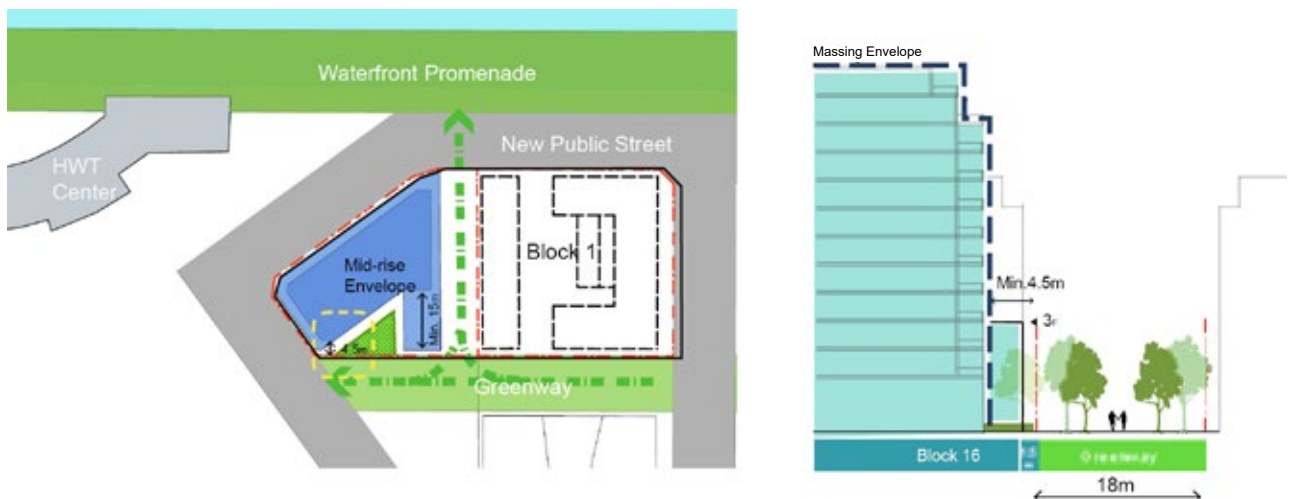 Waterfront Promenade
New Public Street
HWT
Center
Mid-rise
Envelope
Block 1
Min. 15m
4.5m
Greenway
Massing Envelope
Min.4.5m
3F
Block 16
Greenway
18m